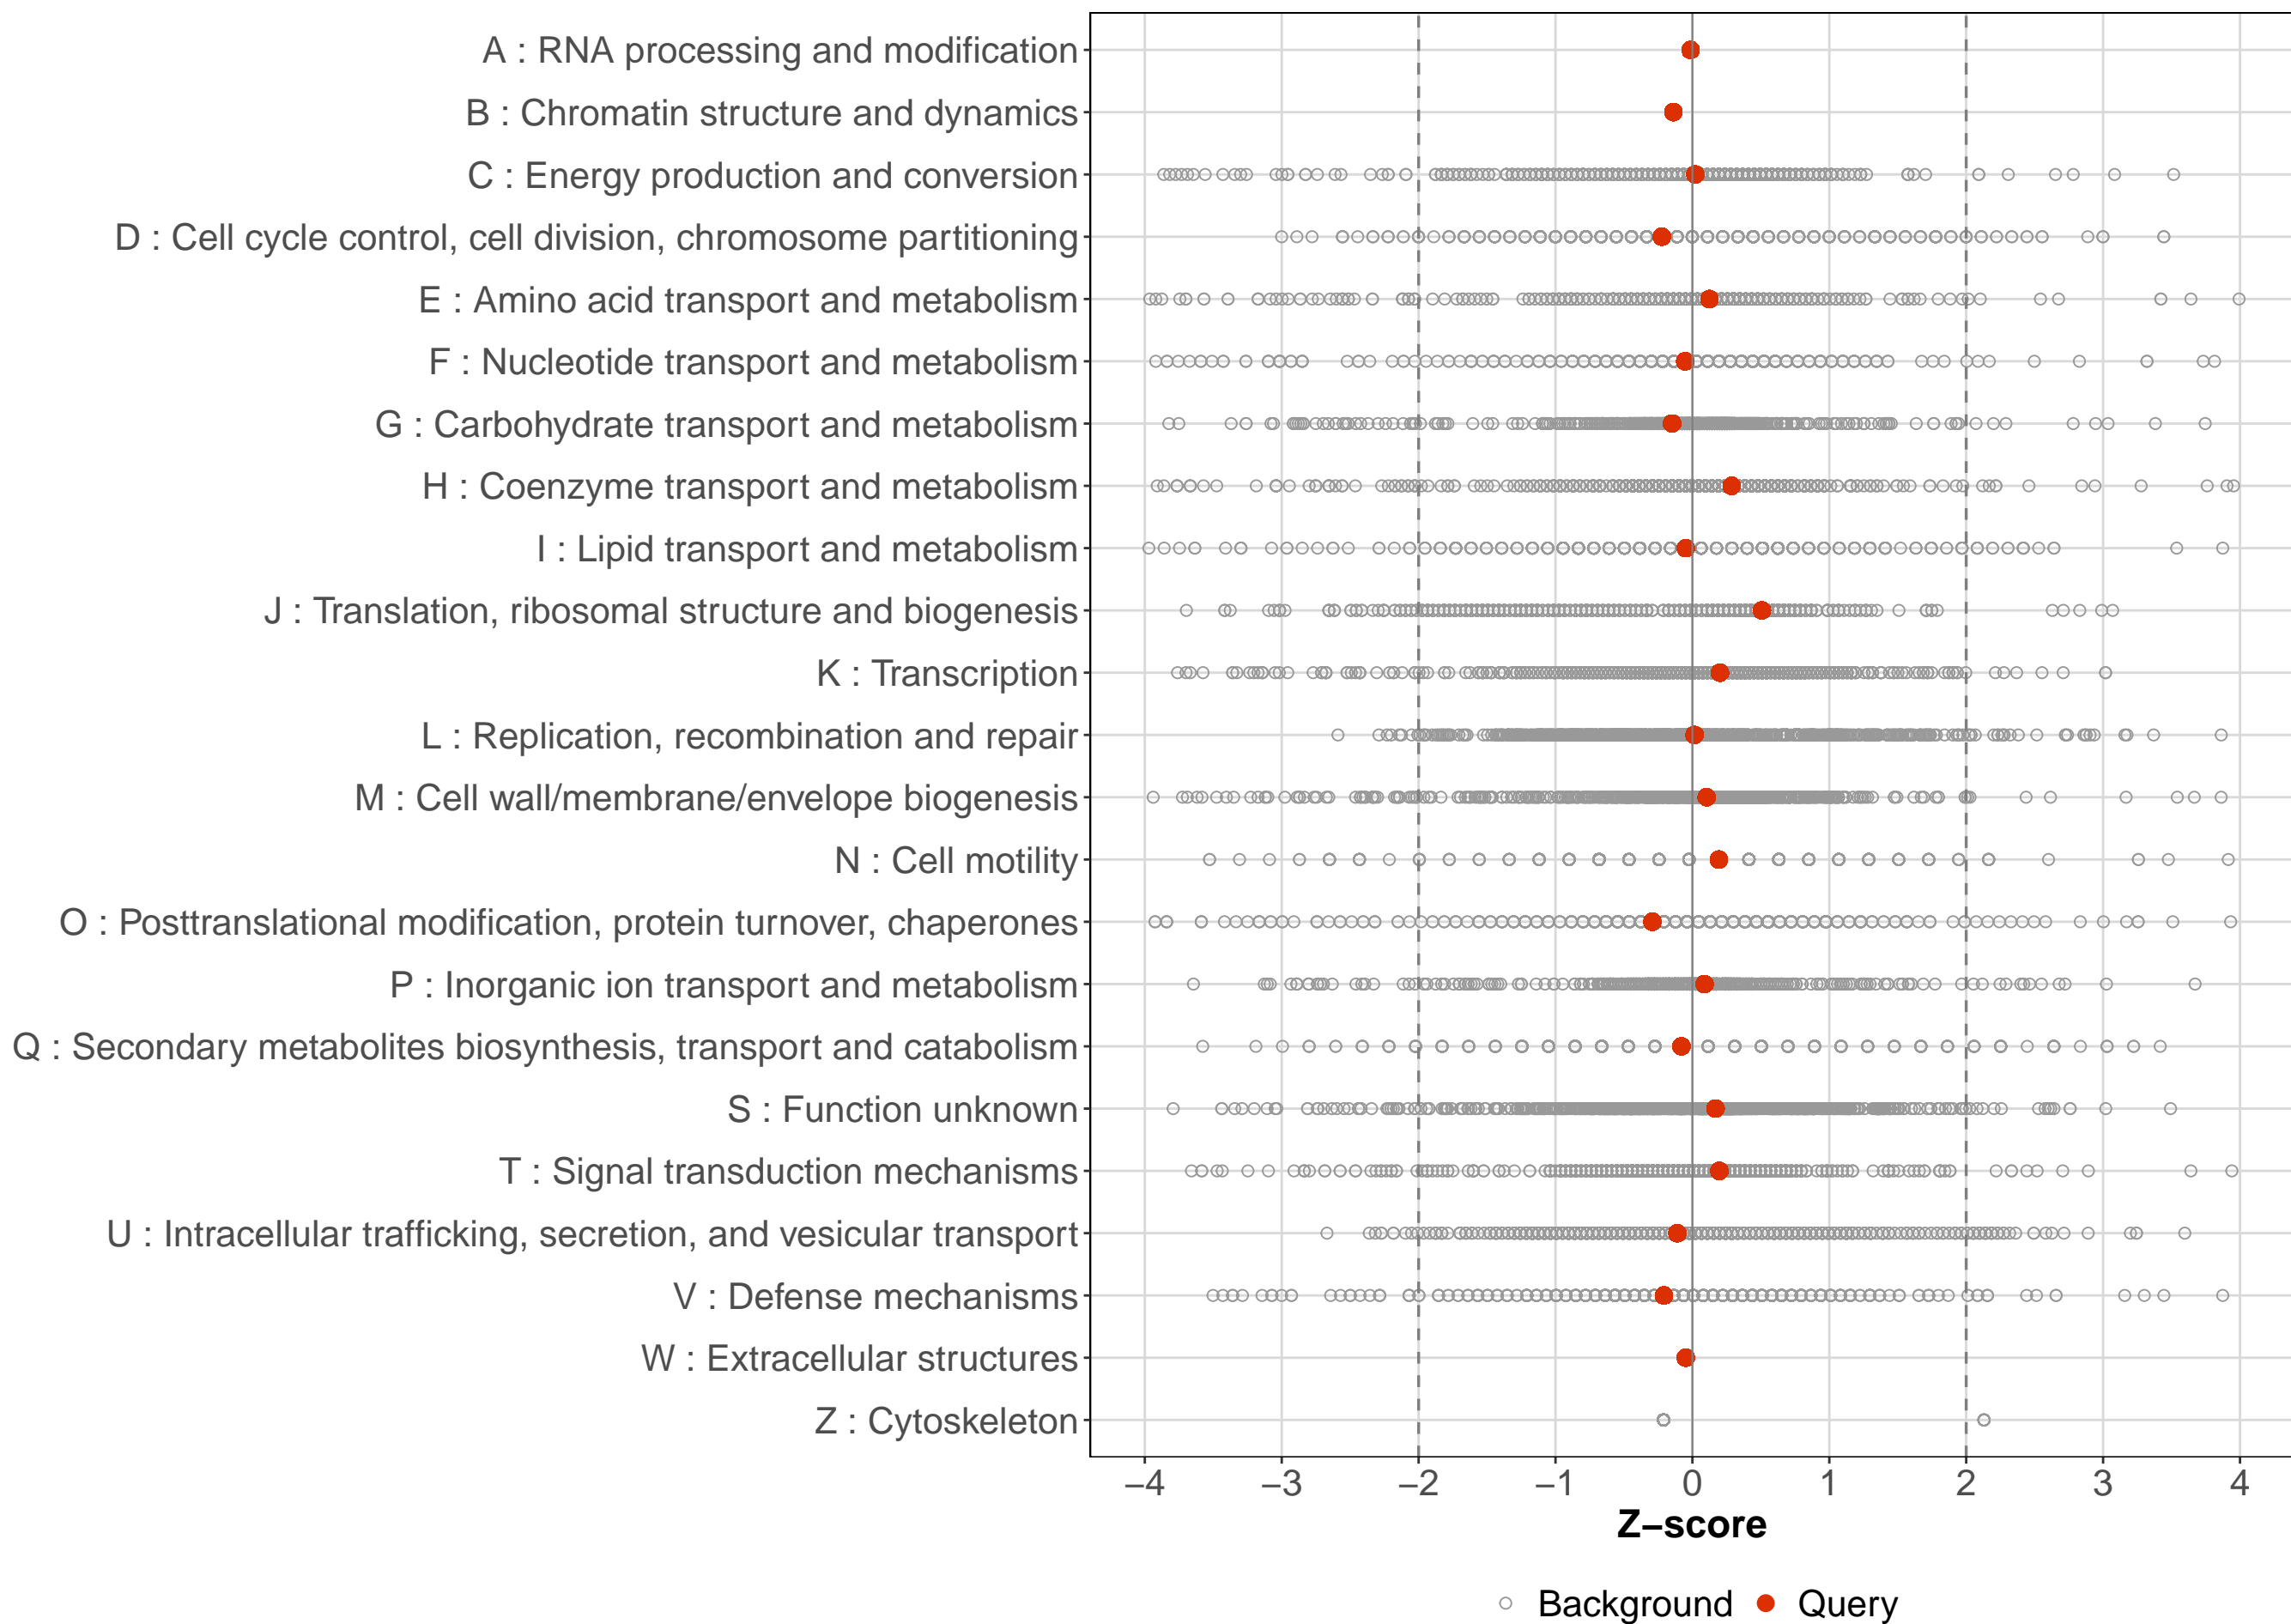 A : RNA processing and modification
B : Chromatin structure and dynamics
C : Energy production and conversion
D : Cell cycle control, cell division, chromosome partitioning
E : Amino acid transport and metabolism
F : Nucleotide transport and metabolism
G : Carbohydrate transport and metabolism
H : Coenzyme transport and metabolism
I : Lipid transport and metabolism
J : Translation, ribosomal structure and biogenesis
K : Transcription
L : Replication, recombination and repair
M : Cell wall/membrane/envelope biogenesis
N : Cell motility
O : Posttranslational modification, protein turnover, chaperones
P : Inorganic ion transport and metabolism
Q : Secondary metabolites biosynthesis, transport and catabolism
S : Function unknown
T : Signal transduction mechanisms
U : Intracellular trafficking, secretion, and vesicular transport
V : Defense mechanisms
W : Extracellular structures
Z : Cytoskeleton
−4 −3 −2 −1 0 1 2 3 4
Z−score
Background Query